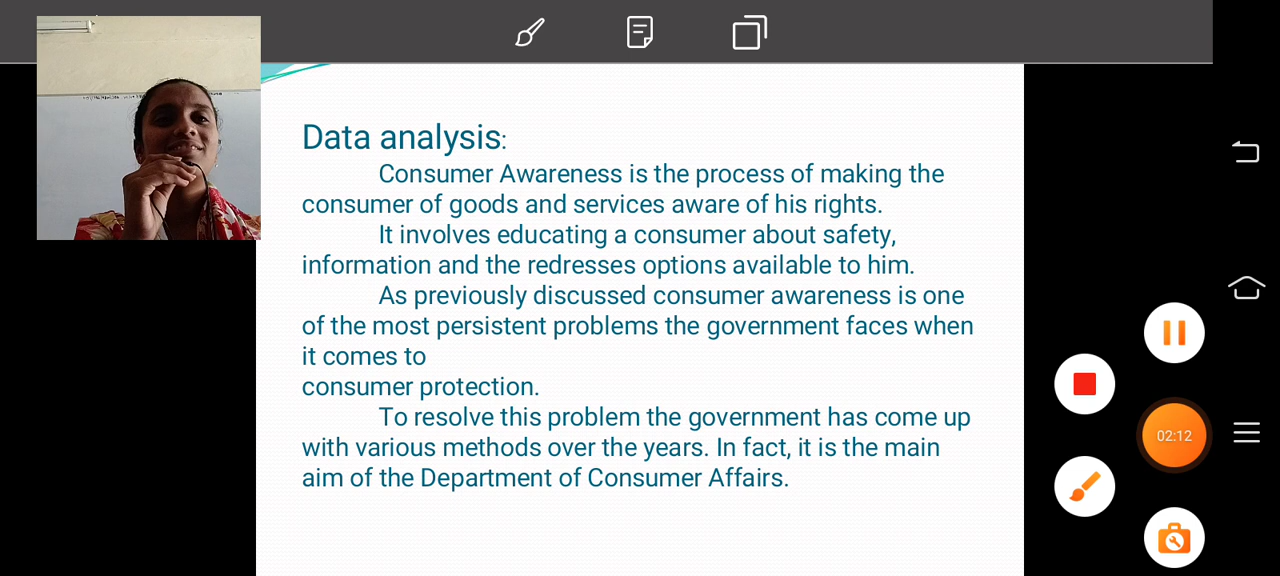 Data analysis:
Consumer Awareness is the process of making the
consumer of goods and services aware of his rights.
It involves educating a consumer about safety,
information and the redresses options available to him.
As previously discussed consumer awareness is one
of the most persistent problems the government faces when
it comes to
consumer protection.
To resolve this problem the government has come up
with various methods over the years. In fact, it is the main
aim of the Department of Consumer Affairs.
02:12